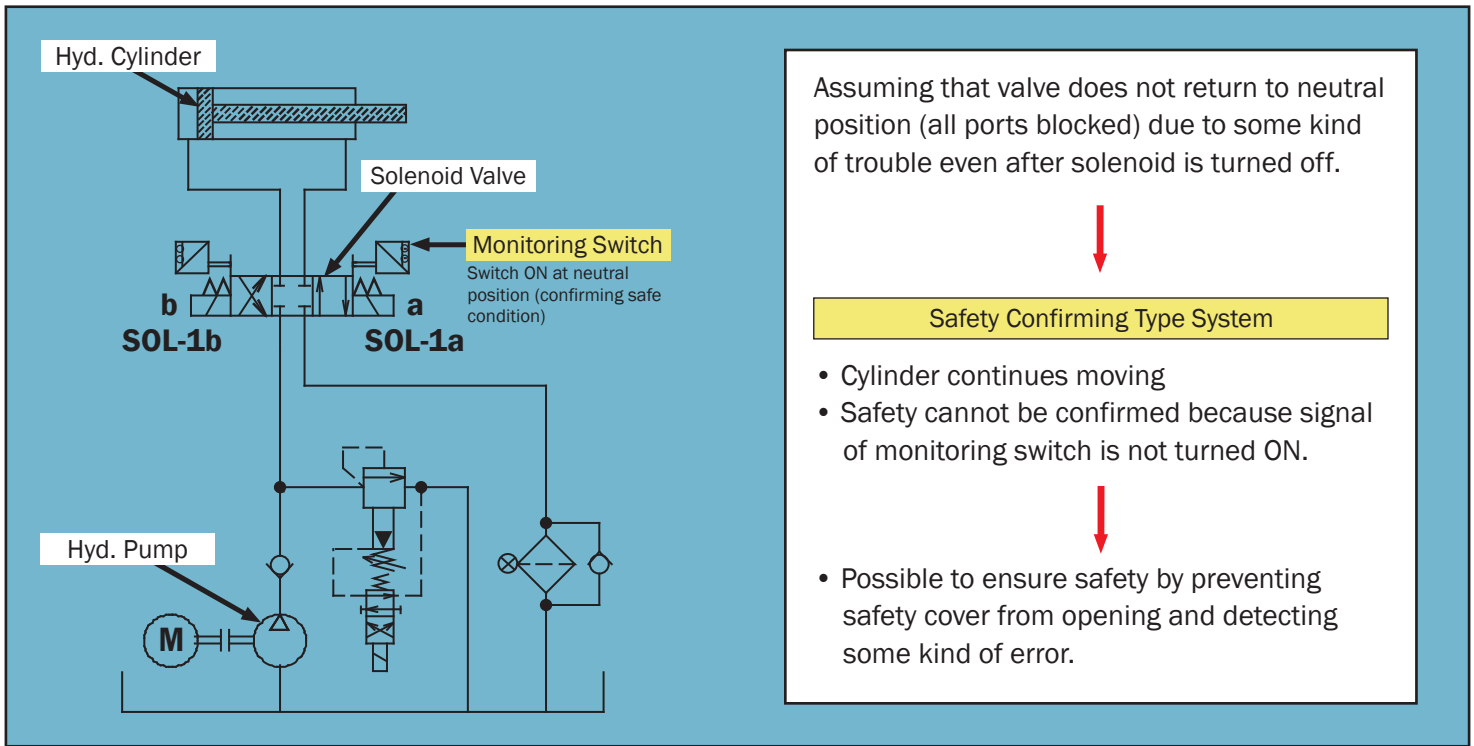 Hyd. Cylinder
Solenoid Valve
Monitoring Switch
Switch ON at neutral
position (confirming safe
condition)
b
a
SOL-1b
SOL-1a
Hyd. Pump
M
Assuming that valve does not return to neutral
position (all ports blocked) due to some kind
of trouble even after solenoid is turned off.
Safety Confirming Type System
• Cylinder continues moving
• Safety cannot be confirmed because signal
of monitoring switch is not turned ON.
• Possible to ensure safety by preventing
safety cover from opening and detecting
some kind of error.